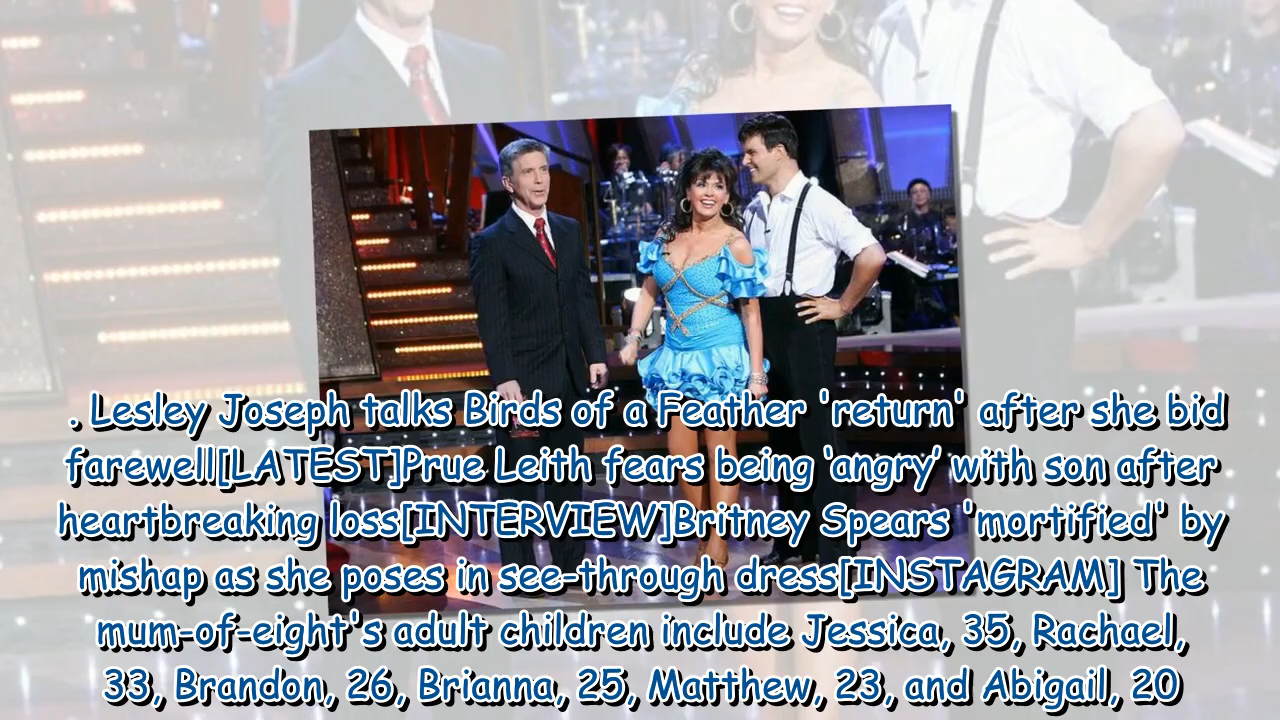 . Lesley Joseph talks Birds of a Feather 'return' after she bid
farewell[LATEST]Prue Leith fears being ‘angry’ with son after
heartbreaking loss[INTERVIEW]Britney Spears 'mortified' by
mishap as she poses in see-through dress[INSTAGRAM] The
mum-of-eight's adult children include Jessica, 35, Rachael,
33, Brandon, 26, Brianna, 25, Matthew, 23, and Abigail, 20